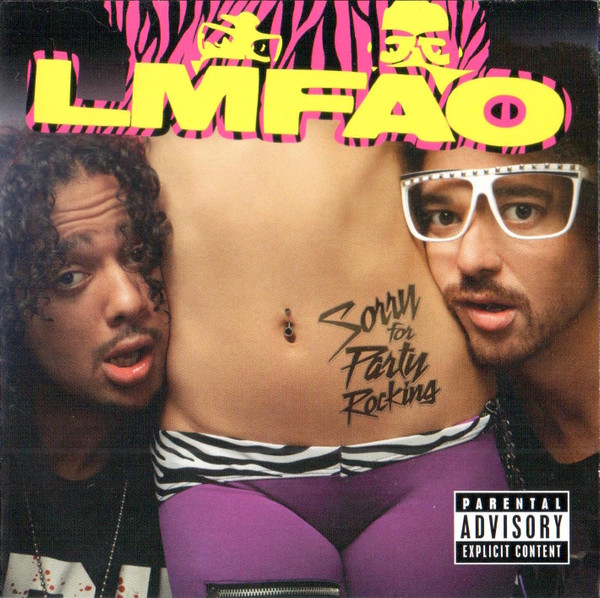 LMFAO
Sorry
for
Party
Rocking
PARENTAL
ADVISORY
EXPLICIT CONTENT